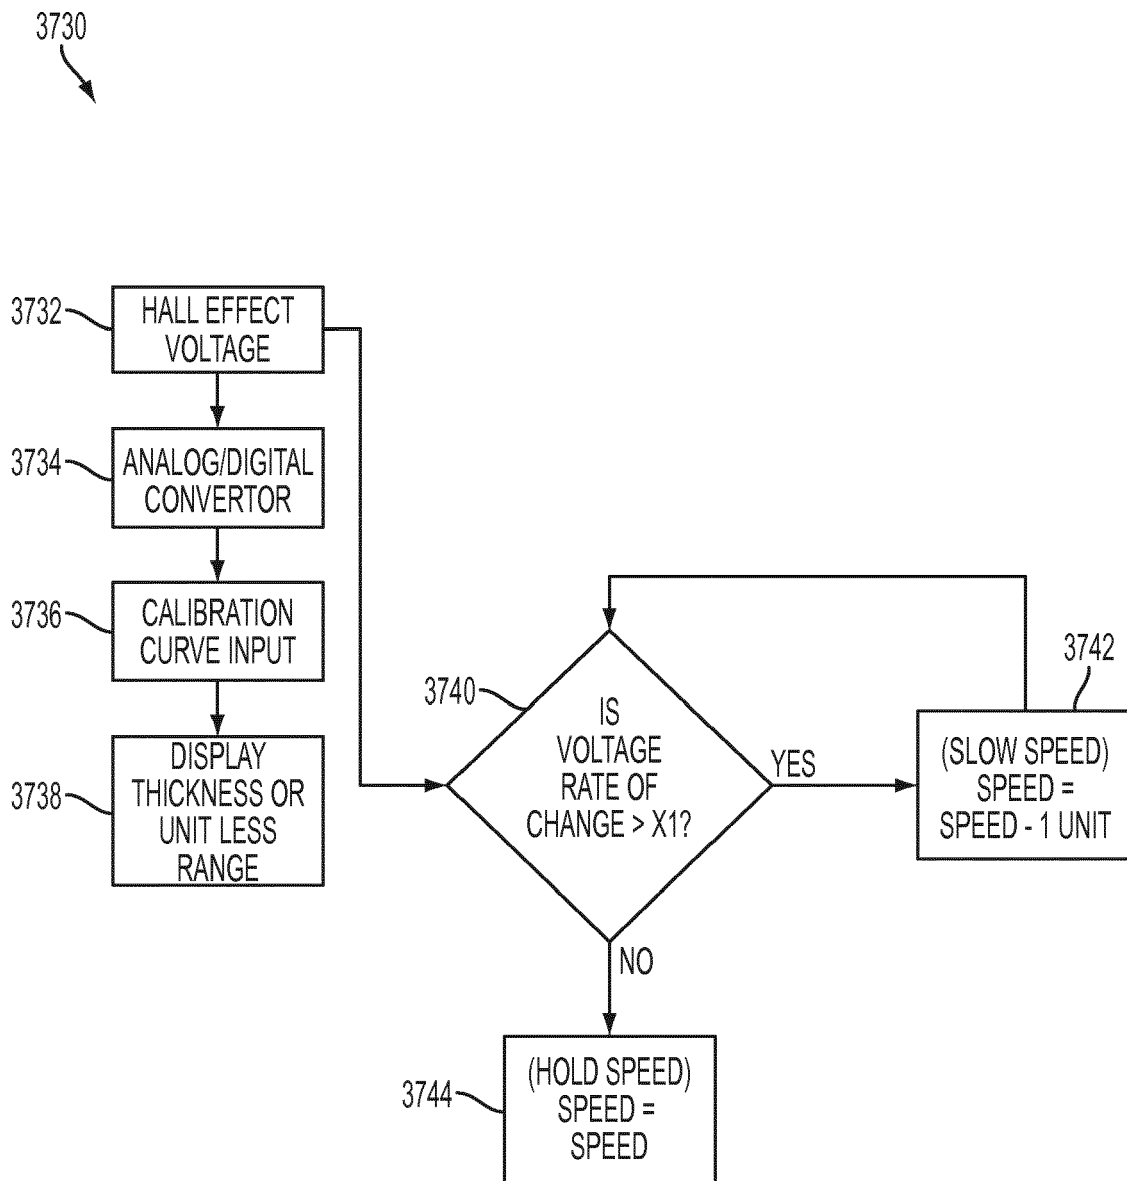 3730
3732
HALL EFFECT
VOLTAGE
3734
ANALOG/DIGITAL
CONVERTOR
3736
CALIBRATION
CURVE INPUT
3738
DISPLAY
THICKNESS OR
UNIT LESS
RANGE
3740
IS
VOLTAGE
RATE OF
CHANGE > X1?
YES
3742
(SLOW SPEED)
SPEED =
SPEED - 1 UNIT
NO
3744
(HOLD SPEED)
SPEED =
SPEED